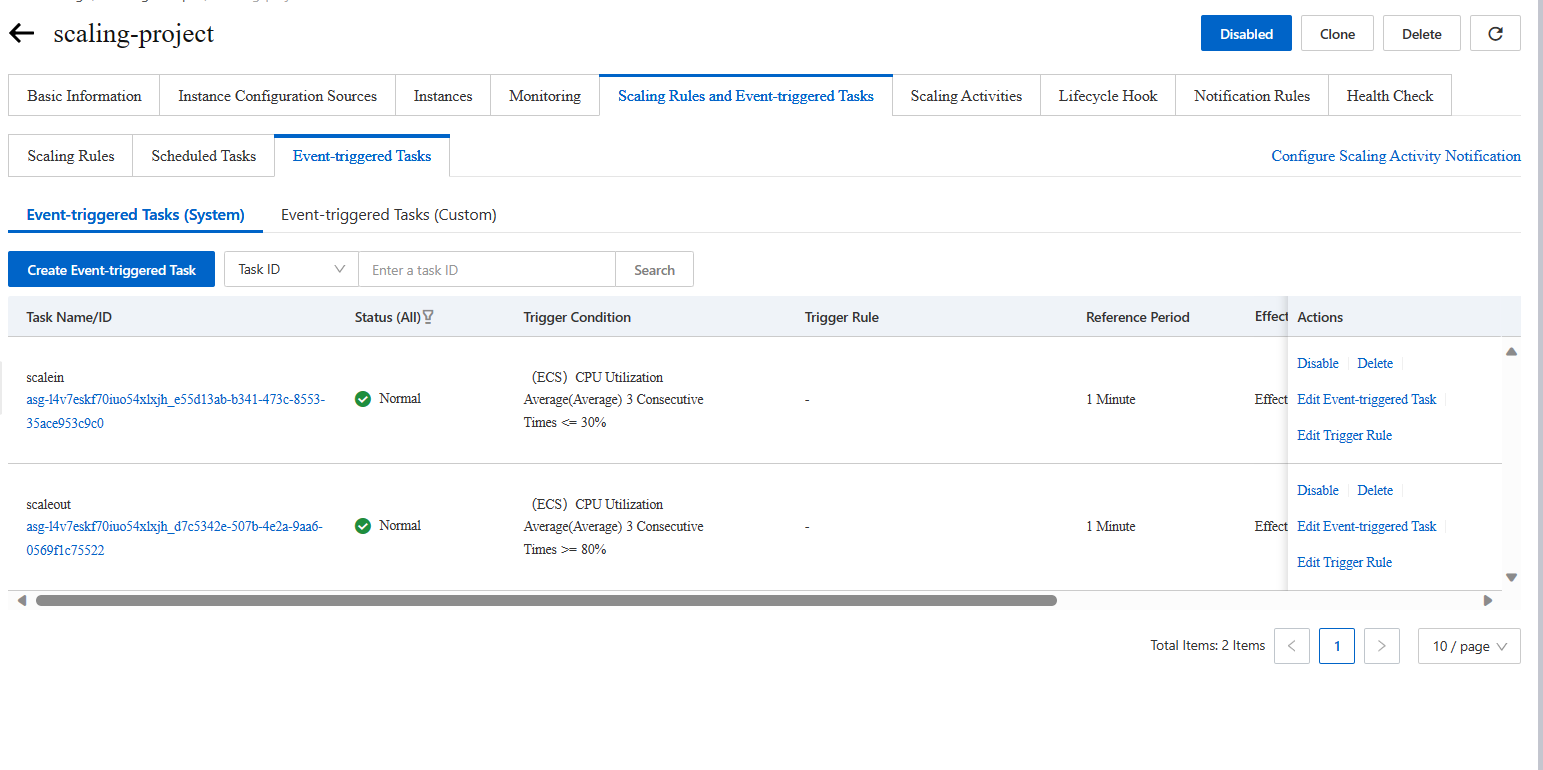 scaling-project
Disabled
Clone
Delete
Basic Information
Instance Configuration Sources
Instances
Monitoring
Scaling Rules and Event-triggered Tasks
Scaling Activities
Lifecycle Hook
Notification Rules
Health Check
Scaling Rules
Scheduled Tasks
Event-triggered Tasks
Configure Scaling Activity Notification
Event-triggered Tasks (System)
Event-triggered Tasks (Custom)
Create Event-triggered Task
Task ID
Enter a task ID
Search
Task Name/ID
Status (All)
Trigger Condition
Trigger Rule
Reference Period
Effect
Actions
scalein
asg-l4v7eskf70iuo54xlxjh_e55d13ab-b341-473c-8553-
35ace953c9c0
Normal
（ECS）CPU Utilization
Average(Average) 3 Consecutive
Times <= 30%
-
1 Minute
Effect
Disable
Delete
Edit Event-triggered Task
Edit Trigger Rule
scaleout
asg-l4v7eskf70iuo54xlxjh_d7c5342e-507b-4e2a-9aa6-
0569f1c75522
Normal
（ECS）CPU Utilization
Average(Average) 3 Consecutive
Times >= 80%
-
1 Minute
Effect
Disable
Delete
Edit Event-triggered Task
Edit Trigger Rule
Total Items: 2 Items
1
10 / page